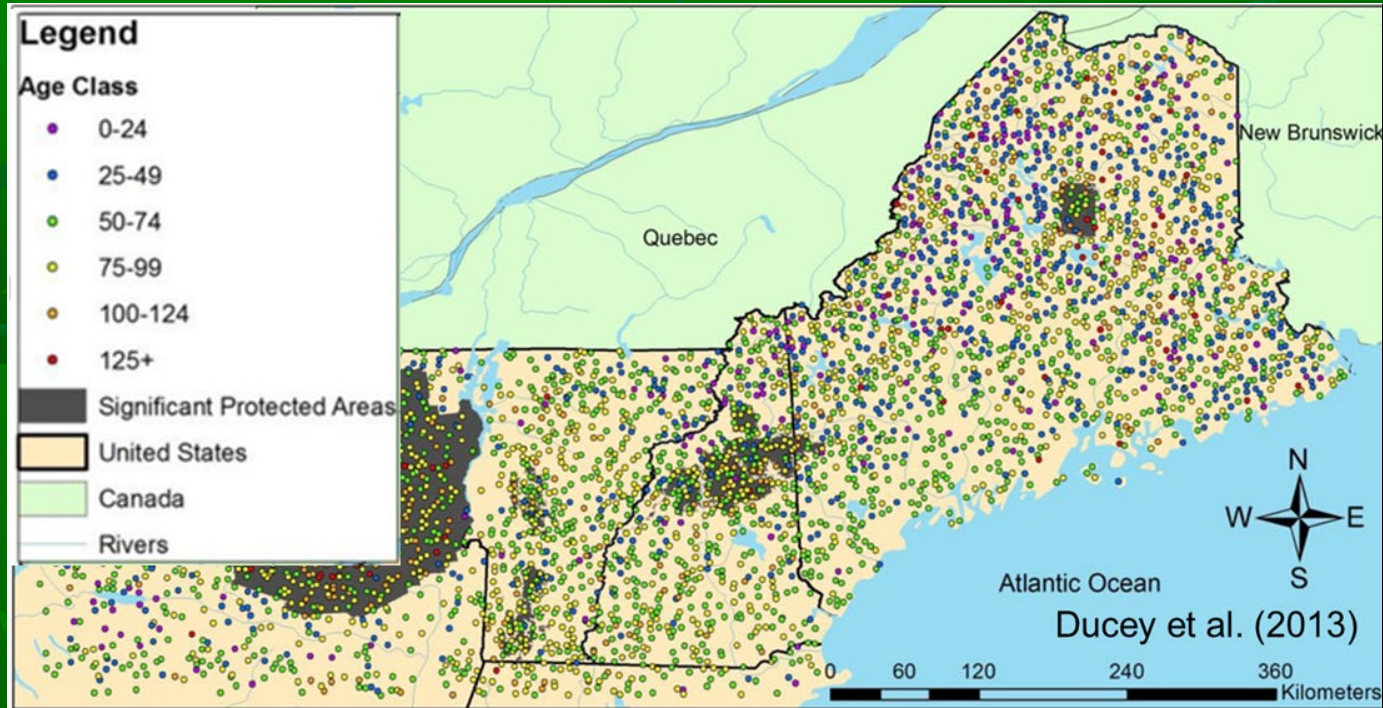 Legend
Age Class
0-24
25-49
50-74
75-99
100-124
125+
Significant Protected Areas
United States
Canada
Rivers
Quebec
New Brunswick
N
W E
S
Atlantic Ocean
Ducey et al. (2013)
0 60 120 240 360
Kilometers